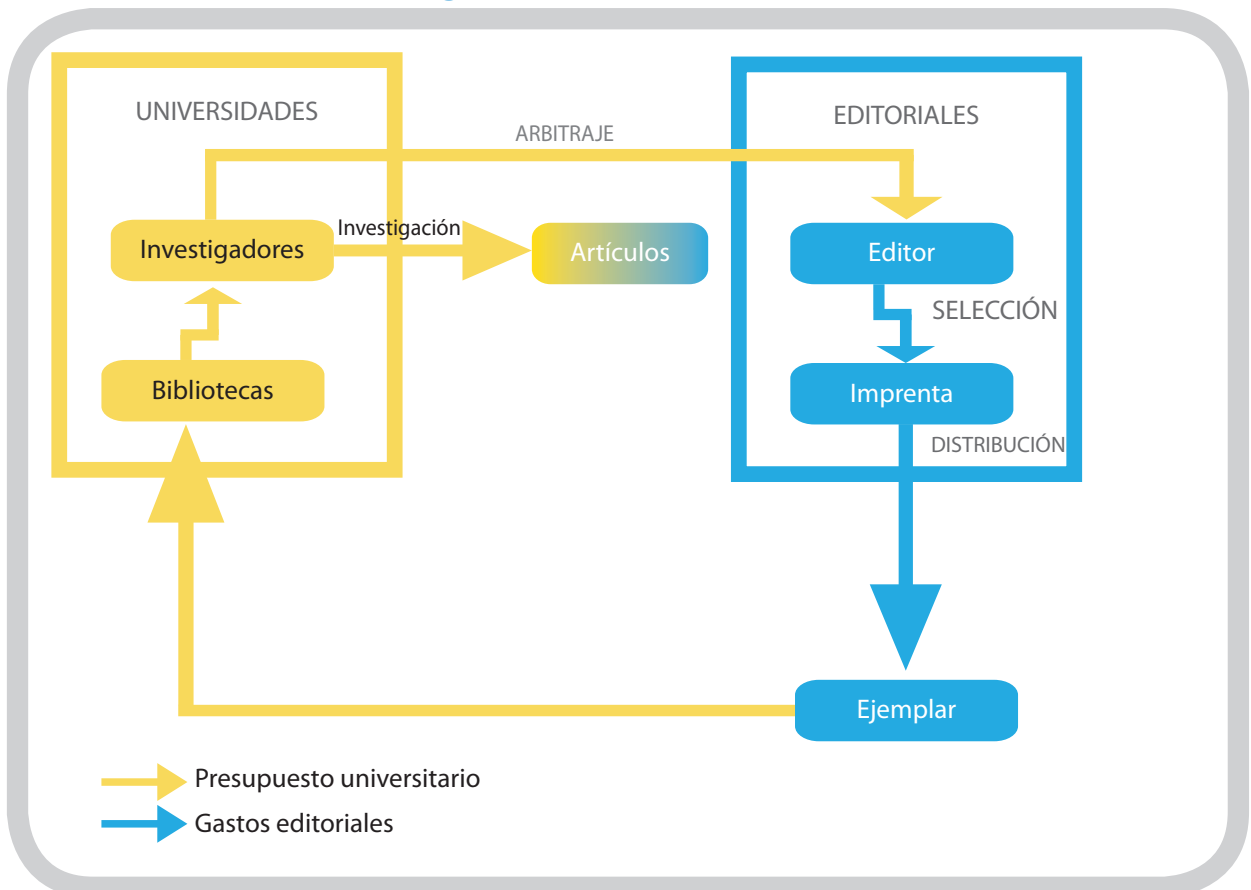 UNIVERSIDADES
EDITORIALES
ARBITRAJE
Investigación
Investigadores
Artículos
Editor
SELECCIÓN
Bibliotecas
Imprenta
DISTRIBUCIÓN
Ejemplar
Presupuesto universitario
Gastos editoriales